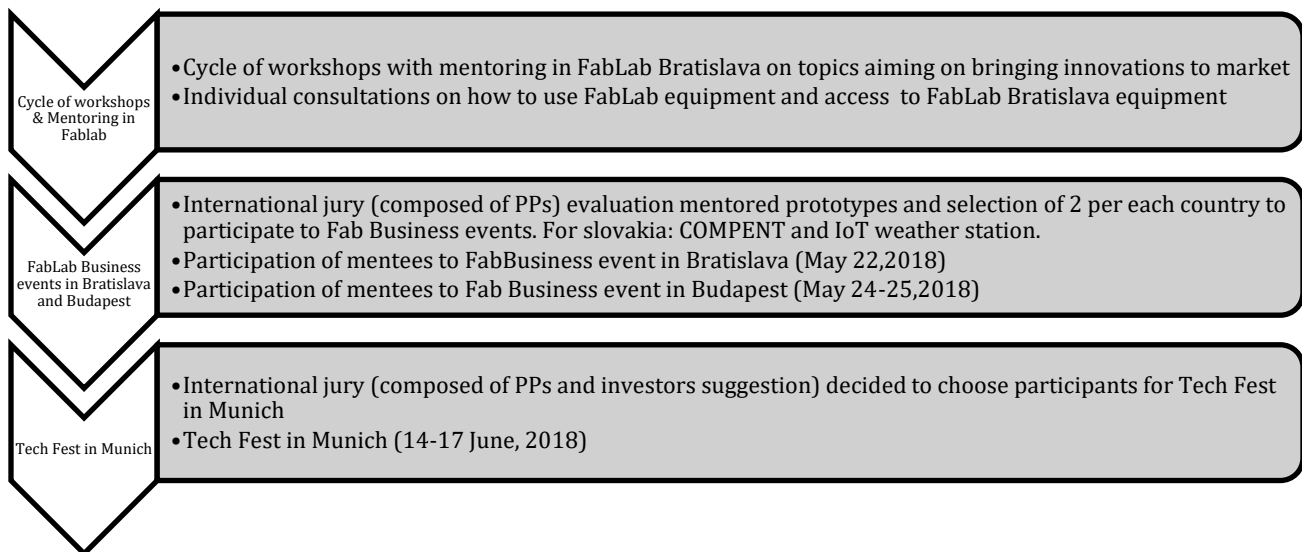 Cycle of workshops
& Mentoring in
Fablab
•Cycle of workshops with mentoring in FabLab Bratislava on topics aiming on bringing innovations to market
•Individual consultations on how to use FabLab equipment and access to FabLab Bratislava equipment
FabLab Business
events in Bratislava
and Budapest
•International jury (composed of PPs) evaluation mentored prototypes and selection of 2 per each country to
participate to Fab Business events. For slovakia: COMPENT and IoT weather station.
•Participation of mentees to FabBusiness event in Bratislava (May 22,2018)
•Participation of mentees to Fab Business event in Budapest (May 24-25,2018)
Tech Fest in Munich
•International jury (composed of PPs and investors suggestion) decided to choose participants for Tech Fest
in Munich
•Tech Fest in Munich (14-17 June, 2018)